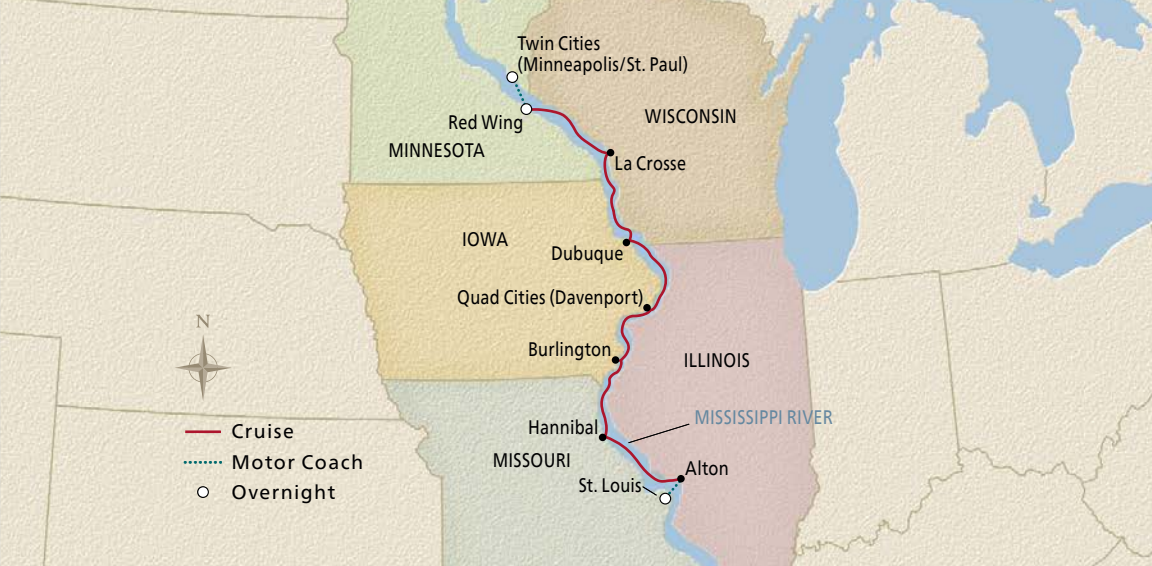 Twin Cities
(Minneapolis/St. Paul)
WISCONSIN
Red Wing
MINNESOTA
La Crosse
IOWA
Dubuque
Quad Cities (Davenport)
N
Burlington
ILLINOIS
MISSISSIPPI RIVER
Hannibal
Cruise
MISSOURI
Motor Coach
Alton
St. Louis
Overnight